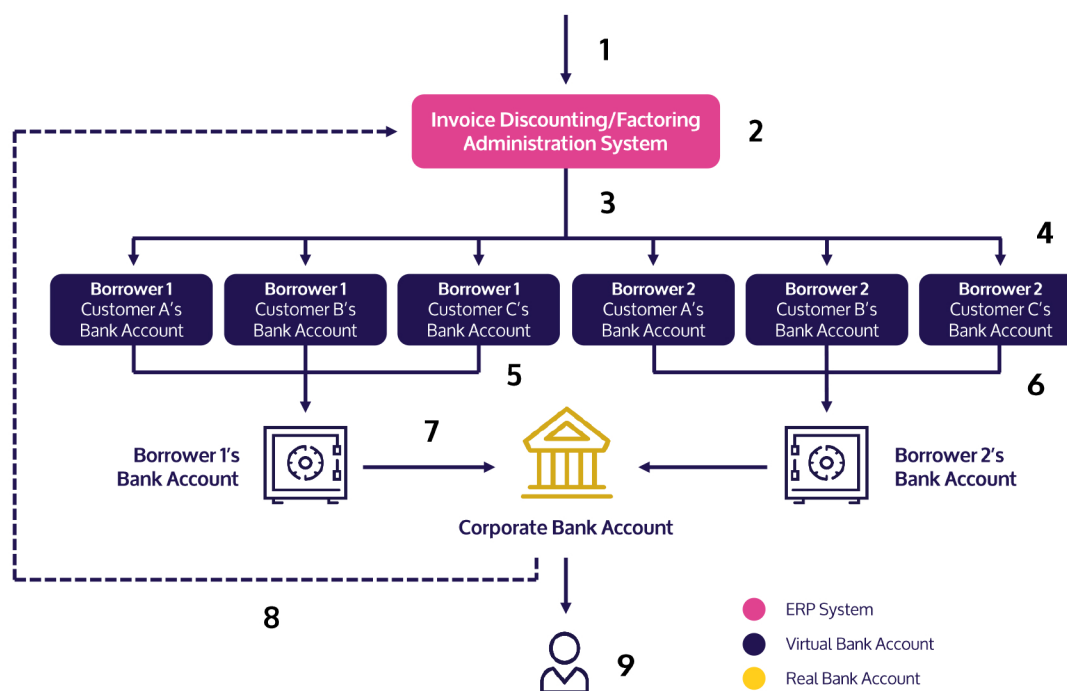 1
Invoice Discounting/Factoring
Administration System
2
3
4
Borrower 1
Customer A's
Bank Account
Borrower 1
Customer B's
Bank Account
Borrower 1
Customer C's
Bank Account
Borrower 2
Customer A's
Bank Account
Borrower 2
Customer B's
Bank Account
Borrower 2
Customer C's
Bank Account
5
6
7
Borrower 1's
Bank Account
Borrower 2's
Bank Account
Corporate Bank Account
8
9
ERP System
Virtual Bank Account
Real Bank Account